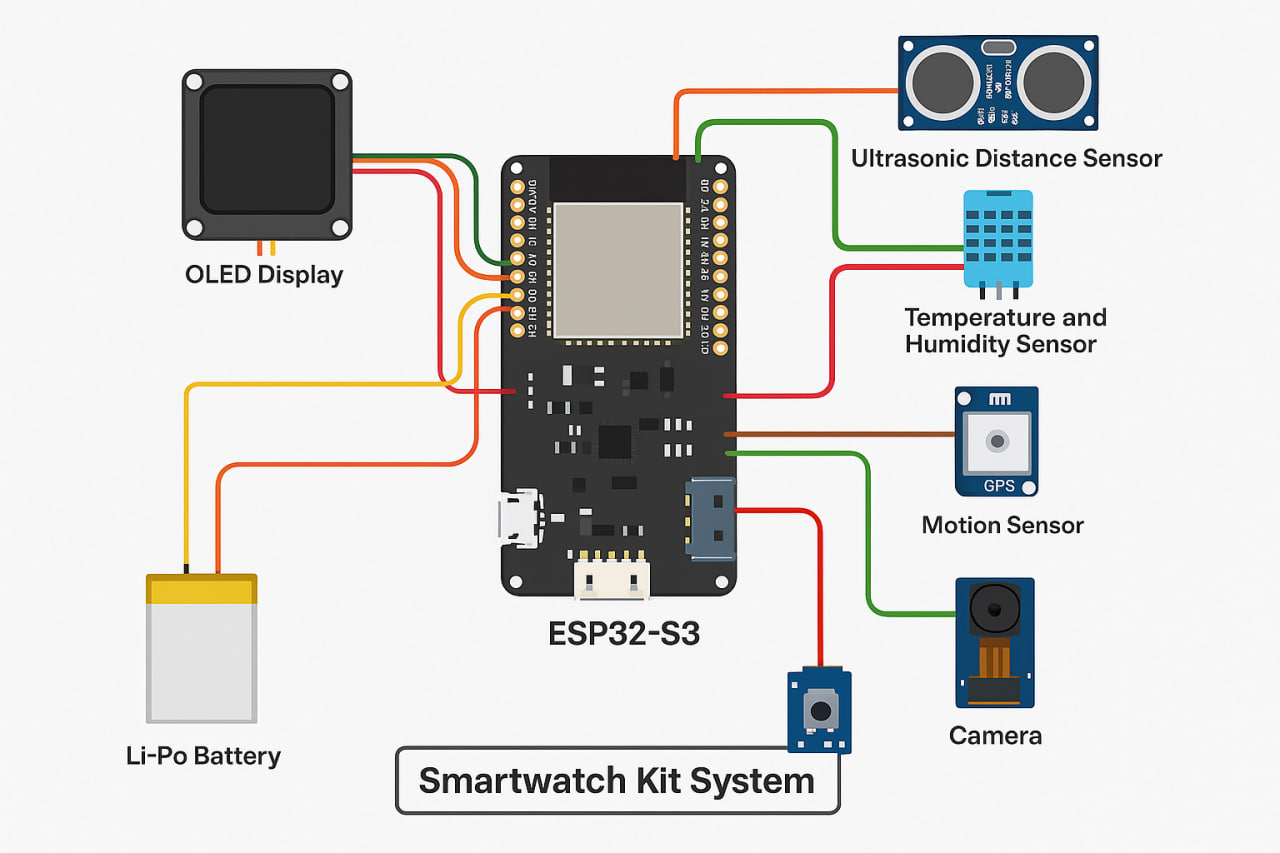 OLED Display
Ultrasonic Distance Sensor
Temperature and
Humidity Sensor
GPS
Motion Sensor
ESP32-S3
Li-Po Battery
Camera
Smartwatch Kit System